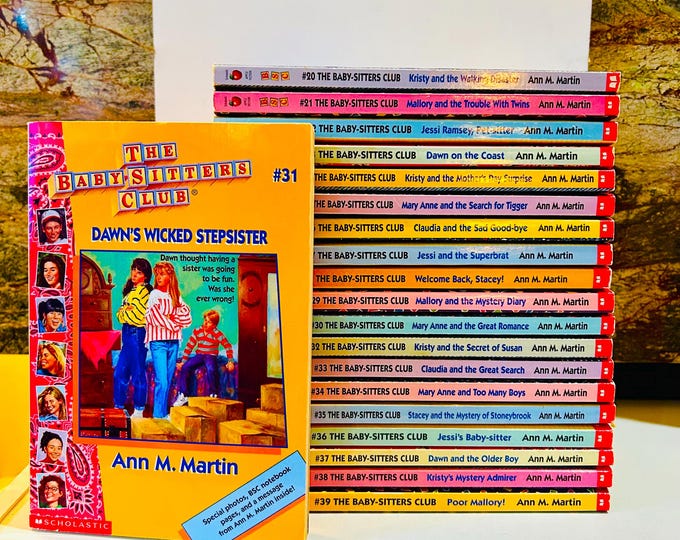 THE
BABY-SITTERS
CLUB®
#31
DAWN'S WICKED STEPSISTER
Dawn thought having a
sister was going
to be fun.
Was she
ever wrong!
Ann M. Martin
Special photos, BSC notebook
pages, and a message
from Ann M. Martin inside!
SCHOLASTIC
#20 THE BABY-SITTERS CLUB Kristy and the Walking Disaster Ann M. Martin
#21 THE BABY-SITTERS CLUB Mallory and the Trouble With Twins Ann M. Martin
2 THE BABY-SITTERS CLUB Jessi Ramsey, Ann M. Martin
THE BABY-SITTERS CLUB Dawn on the Coast Ann M. Martin
THE BABY-SITTERS CLUB Kristy and the Mother's Day Surprise Ann M. Martin
THE BABY-SITTERS CLUB Mary Anne and the Search for Tigger Ann M. Martin
THE BABY-SITTERS CLUB Claudia and the Sad Good-bye Ann M. Martin
THE BABY-SITTERS CLUB Jessi and the Superbrat Ann M. Martin
THE BABY-SITTERS CLUB Welcome Back, Stacey! Ann M. Martin
29 THE BABY-SITTERS CLUB Mallory and the Mystery Diary Ann M. Martin
#30 THE BABY-SITTERS CLUB Mary Anne and the Great Romance Ann M. Martin
32 THE BABY-SITTERS CLUB Kristy and the Secret of Susan Ann M. Martin
#33 THE BABY-SITTERS CLUB Claudia and the Great Search Ann M. Martin
#34 THE BABY-SITTERS CLUB Mary Anne and Too Many Boys Ann M. Martin
#35 THE BABY-SITTERS CLUB Stacey and the Mystery of Stoneybrook Ann M. Martin
#36 THE BABY-SITTERS CLUB Jessi's Baby-sitter Ann M. Martin
#37 THE BABY-SITTERS CLUB Dawn and the Older Boy Ann M. Martin
#38 THE BABY-SITTERS CLUB Kristy's Mystery Admirer Ann M. Martin
#39 THE BABY-SITTERS CLUB Poor Mallory! Ann M. Martin